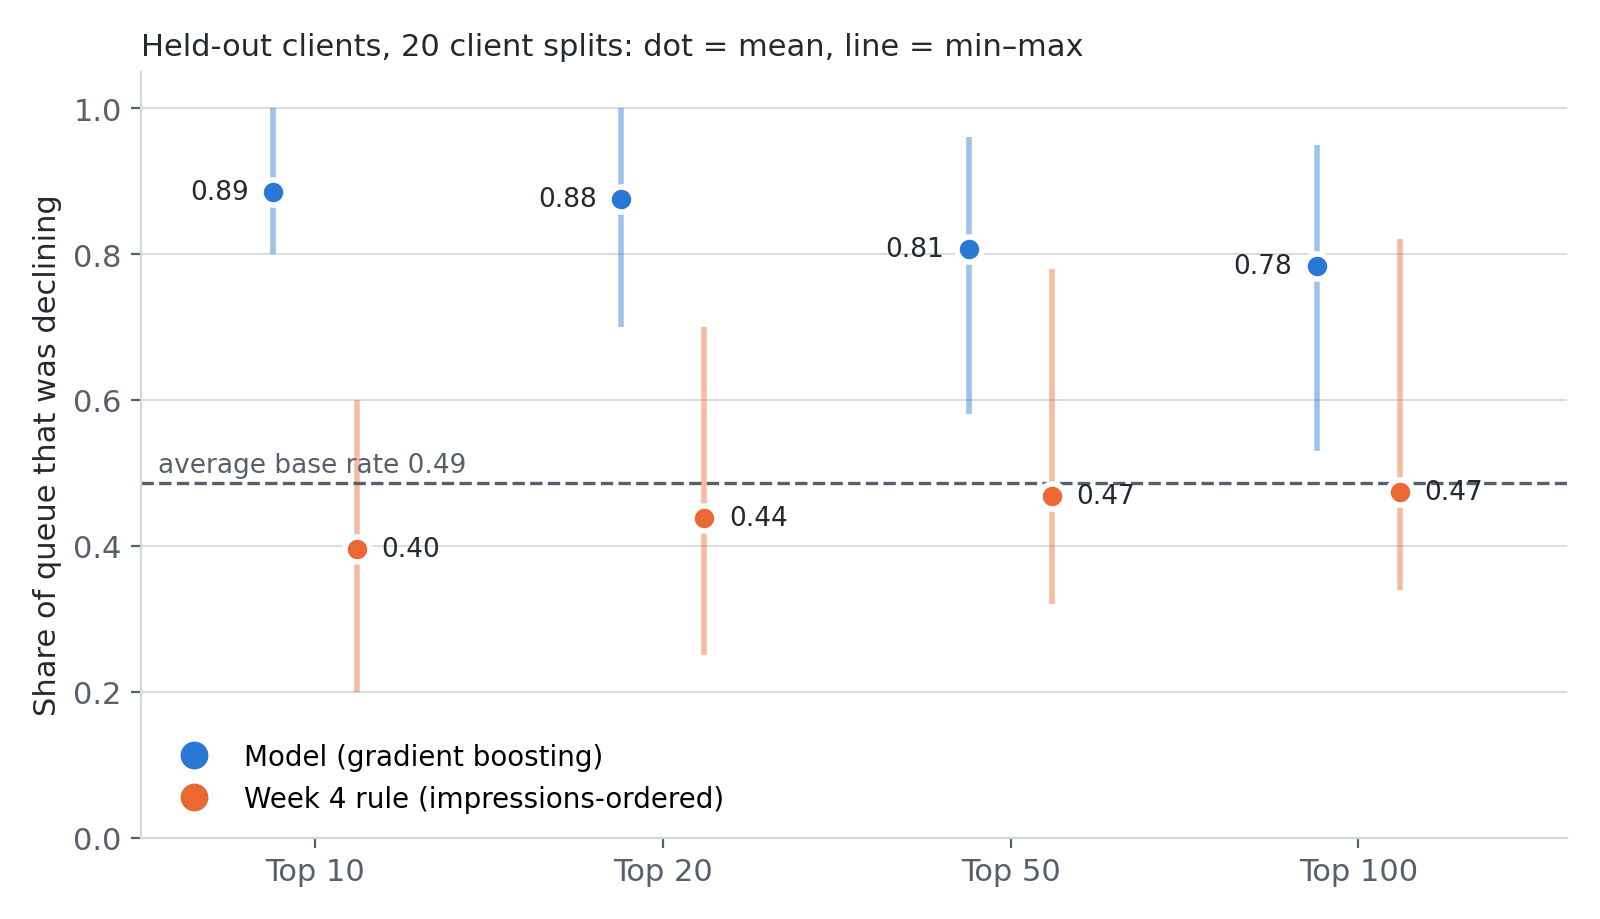 Held-out clients, 20 client splits: dot = mean, line = min–max
Share of queue that was declining
1.0
0.8
0.6
0.4
0.2
0.0
0.89
0.88
0.81
0.78
average base rate 0.49
0.40
0.44
0.47
0.47
Model (gradient boosting)
Week 4 rule (impressions-ordered)
Top 10
Top 20
Top 50
Top 100